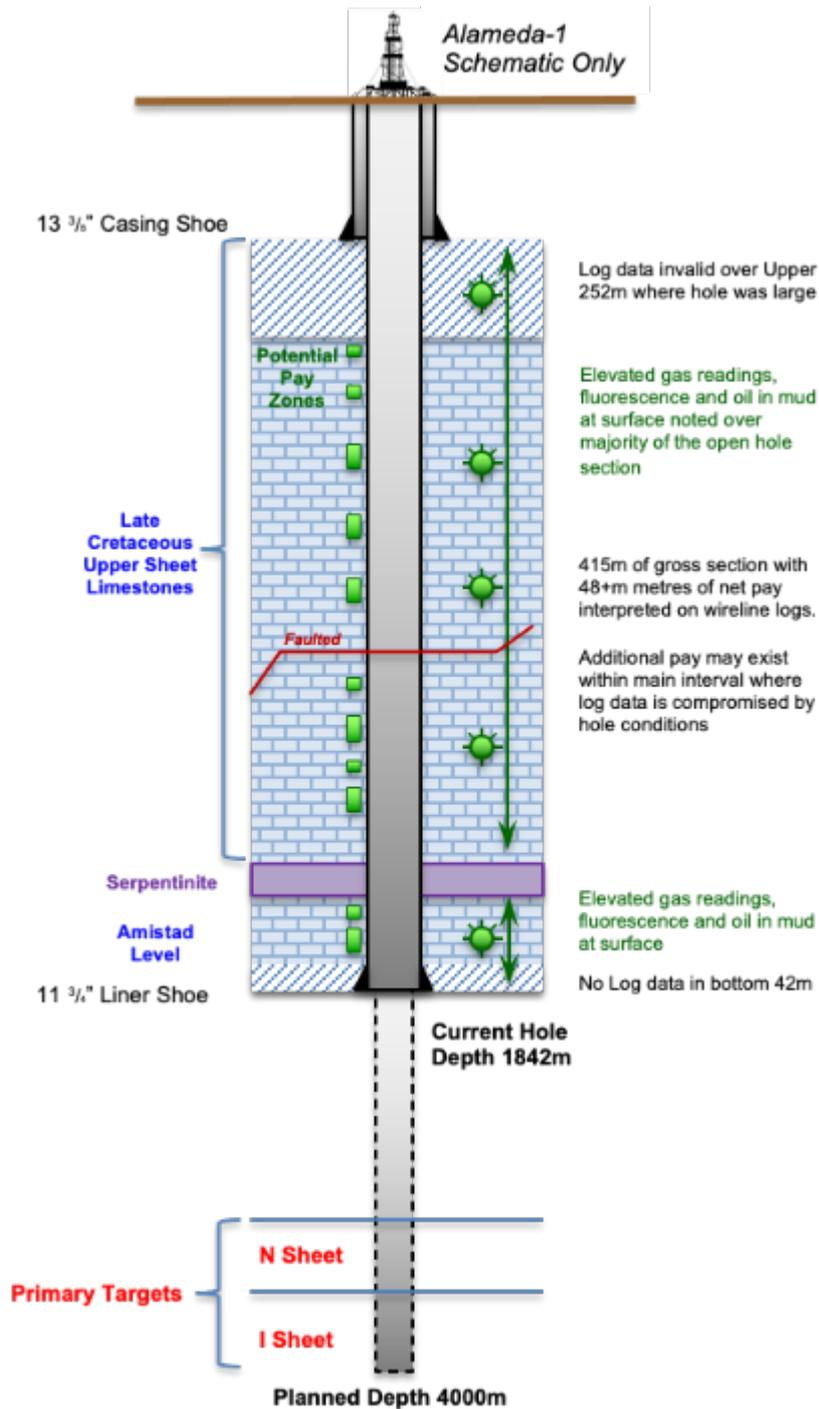 Alameda-1
Schematic Only
13 ³/₈" Casing Shoe
Log data invalid over Upper
252m where hole was large
Potential
Pay
Zones
Elevated gas readings,
fluorescence and oil in mud
at surface noted over
majority of the open hole
section
Late
Cretaceous
Upper Sheet
Limestones
415m of gross section with
48+m metres of net pay
interpreted on wireline logs.
Faulted
Additional pay may exist
within main interval where
log data is compromised by
hole conditions
Serpentinite
Elevated gas readings,
fluorescence and oil in mud
at surface
Amistad
Level
No Log data in bottom 42m
11 ³/₄" Liner Shoe
Current Hole
Depth 1842m
N Sheet
Primary Targets
I Sheet
Planned Depth 4000m